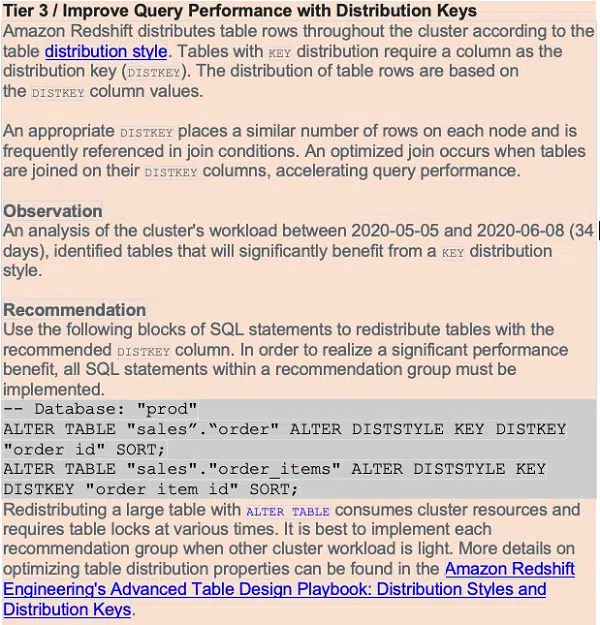 Tier 3 / Improve Query Performance with Distribution Keys
Amazon Redshift distributes table rows throughout the cluster according to the
table distribution style. Tables with KEY distribution require a column as the
distribution key (DISTKEY). The distribution of table rows are based on
the DISTKEY column values.
An appropriate DISTKEY places a similar number of rows on each node and is
frequently referenced in join conditions. An optimized join occurs when tables
are joined on their DISTKEY columns, accelerating query performance.
Observation
An analysis of the cluster's workload between 2020-05-05 and 2020-06-08 (34
days), identified tables that will significantly benefit from a KEY distribution
style.
Recommendation
Use the following blocks of SQL statements to redistribute tables with the
recommended DISTKEY column. In order to realize a significant performance
benefit, all SQL statements within a recommendation group must be
implemented.
-- Database: "prod"
ALTER TABLE "sales”.“order" ALTER DISTSTYLE KEY DISTKEY
"order id" SORT;
ALTER TABLE "sales"."order_items" ALTER DISTSTYLE KEY
DISTKEY "order item id" SORT;
Redistributing a large table with ALTER TABLE consumes cluster resources and
requires table locks at various times. It is best to implement each
recommendation group when other cluster workload is light. More details on
optimizing table distribution properties can be found in the Amazon Redshift
Engineering's Advanced Table Design Playbook: Distribution Styles and
Distribution Keys.